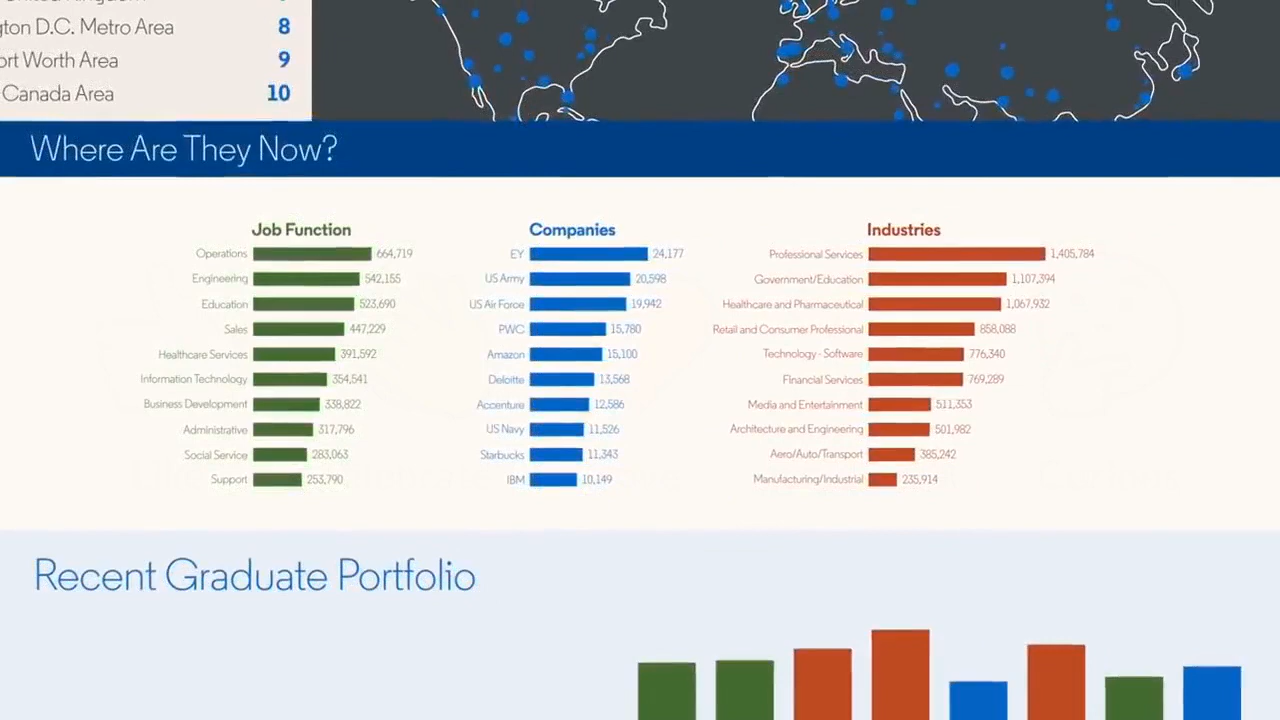 8
gton D.C. Metro Area
9
ort Worth Area
10
Canada Area
Where Are They Now?
Job Function
Operations 664,719
Engineering 542,155
Education 523,690
Sales 447,229
Healthcare Services 391,592
Information Technology 354,541
Business Development 338,822
Administrative 317,796
Social Service 283,063
Support 253,790
Companies
EY 24,177
US Army 20,598
US Air Force 19,942
PWC 15,780
Amazon 15,100
Deloitte 13,568
Accenture 12,586
US Navy 11,526
Starbucks 11,343
IBM 10,149
Industries
Professional Services 1,405,784
Government/Education 1,107,394
Healthcare and Pharmaceutical 1,067,932
Retail and Consumer Professional 858,088
Technology - Software 776,340
Financial Services 769,289
Media and Entertainment 511,353
Architecture and Engineering 501,982
Aero/Auto/Transport 385,242
Manufacturing/Industrial 235,914
Recent Graduate Portfolio